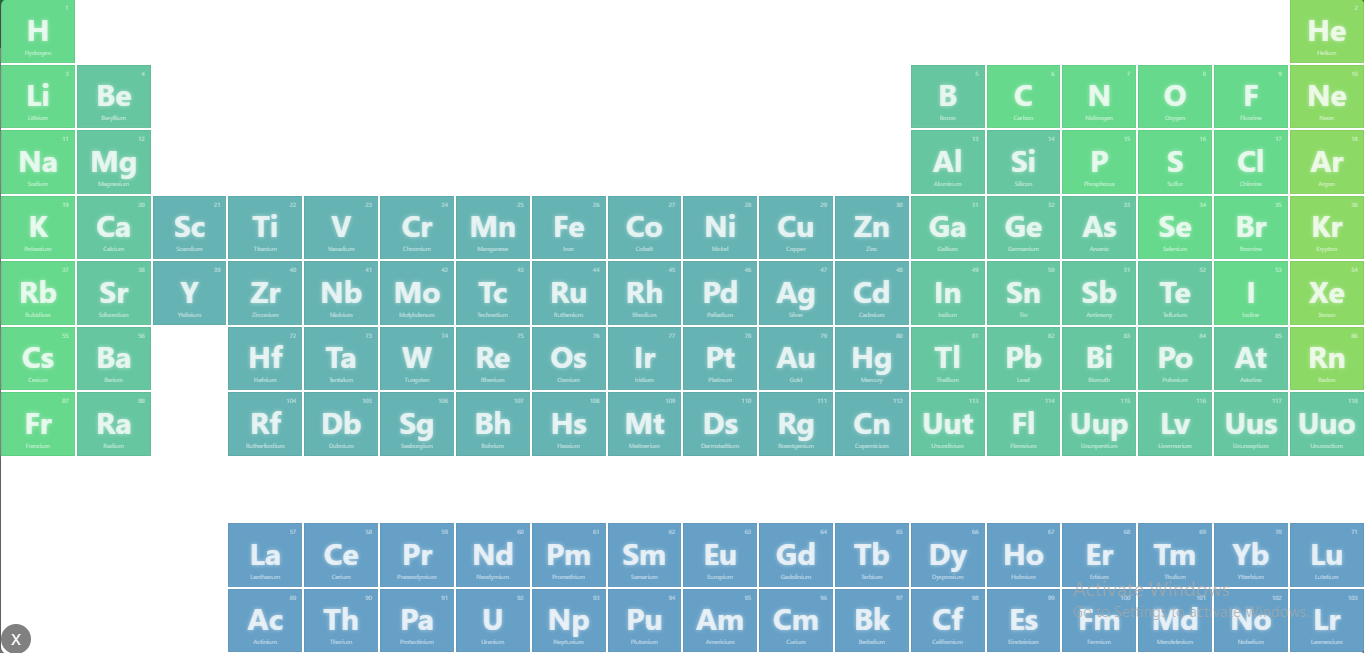 1 2
H He
Hydrogen Helium
3 4 5 6 7 8 9 10
Li Be B C N O F Ne
Lithium Beryllium Boron Carbon Nitrogen Oxygen Fluorine Neon
11 12 13 14 15 16 17 18
Na Mg Al Si P S Cl Ar
Sodium Magnesium Aluminium Silicon Phosphorus Sulfur Chlorine Argon
19 20 21 22 23 24 25 26 27 28 29 30 31 32 33 34 35 36
K Ca Sc Ti V Cr Mn Fe Co Ni Cu Zn Ga Ge As Se Br Kr
Potassium Calcium Scandium Titanium Vanadium Chromium Manganese Iron Cobalt Nickel Copper Zinc Gallium Germanium Arsenic Selenium Bromine Krypton
37 38 39 40 41 42 43 44 45 46 47 48 49 50 51 52 53 54
Rb Sr Y Zr Nb Mo Tc Ru Rh Pd Ag Cd In Sn Sb Te I Xe
Rubidium Strontium Yttrium Zirconium Niobium Molybdenum Technetium Ruthenium Rhodium Palladium Silver Cadmium Indium Tin Antimony Tellurium Iodine Xenon
55 56 72 73 74 75 76 77 78 79 80 81 82 83 84 85 86
Cs Ba Hf Ta W Re Os Ir Pt Au Hg Tl Pb Bi Po At Rn
Barium Hafnium Tantalum Tungsten Rhenium Osmium Iridium Platinum Gold Mercury Thallium Lead Bismuth Polonium Astatine Radon
87 88 104 105 106 107 108 109 110 111 112 113 114 115 116 117 118
Fr Ra Rf Db Sg Bh Hs Mt Ds Rg Cn Uut Fl Uup Lv Uus Uuo
Francium Radium Rutherfordium Dubnium Seaborgium Bohrium Hassium Meitnerium Roentgenium Copernicium Flerovium Ununpentium Livermorium Ununseptium Ununoctium
57 58 59 60 61 62 63 64 65 66 67 68 69 70 71
La Ce Pr Nd Pm Sm Eu Gd Tb Dy Ho Er Tm Yb Lu
Cerium Praseodymium Neodymium Promethium Samarium Europium Gadolinium Terbium Dysprosium Holmium Erbium Thulium Ytterbium Lutetium
Activate Windows
89 90 91 92 93 94 95 96 97 98 99 100 101 102 103
Ac Th Pa U Np Pu Am Cm Bk Cf Es Fm Md No Lr
Go to Settings to activate Windows.
Actinium Thorium Protactinium Uranium Neptunium Plutonium Americium Curium Berkelium Californium Einsteinium Fermium Mendelevium Nobelium Lawrencium
X